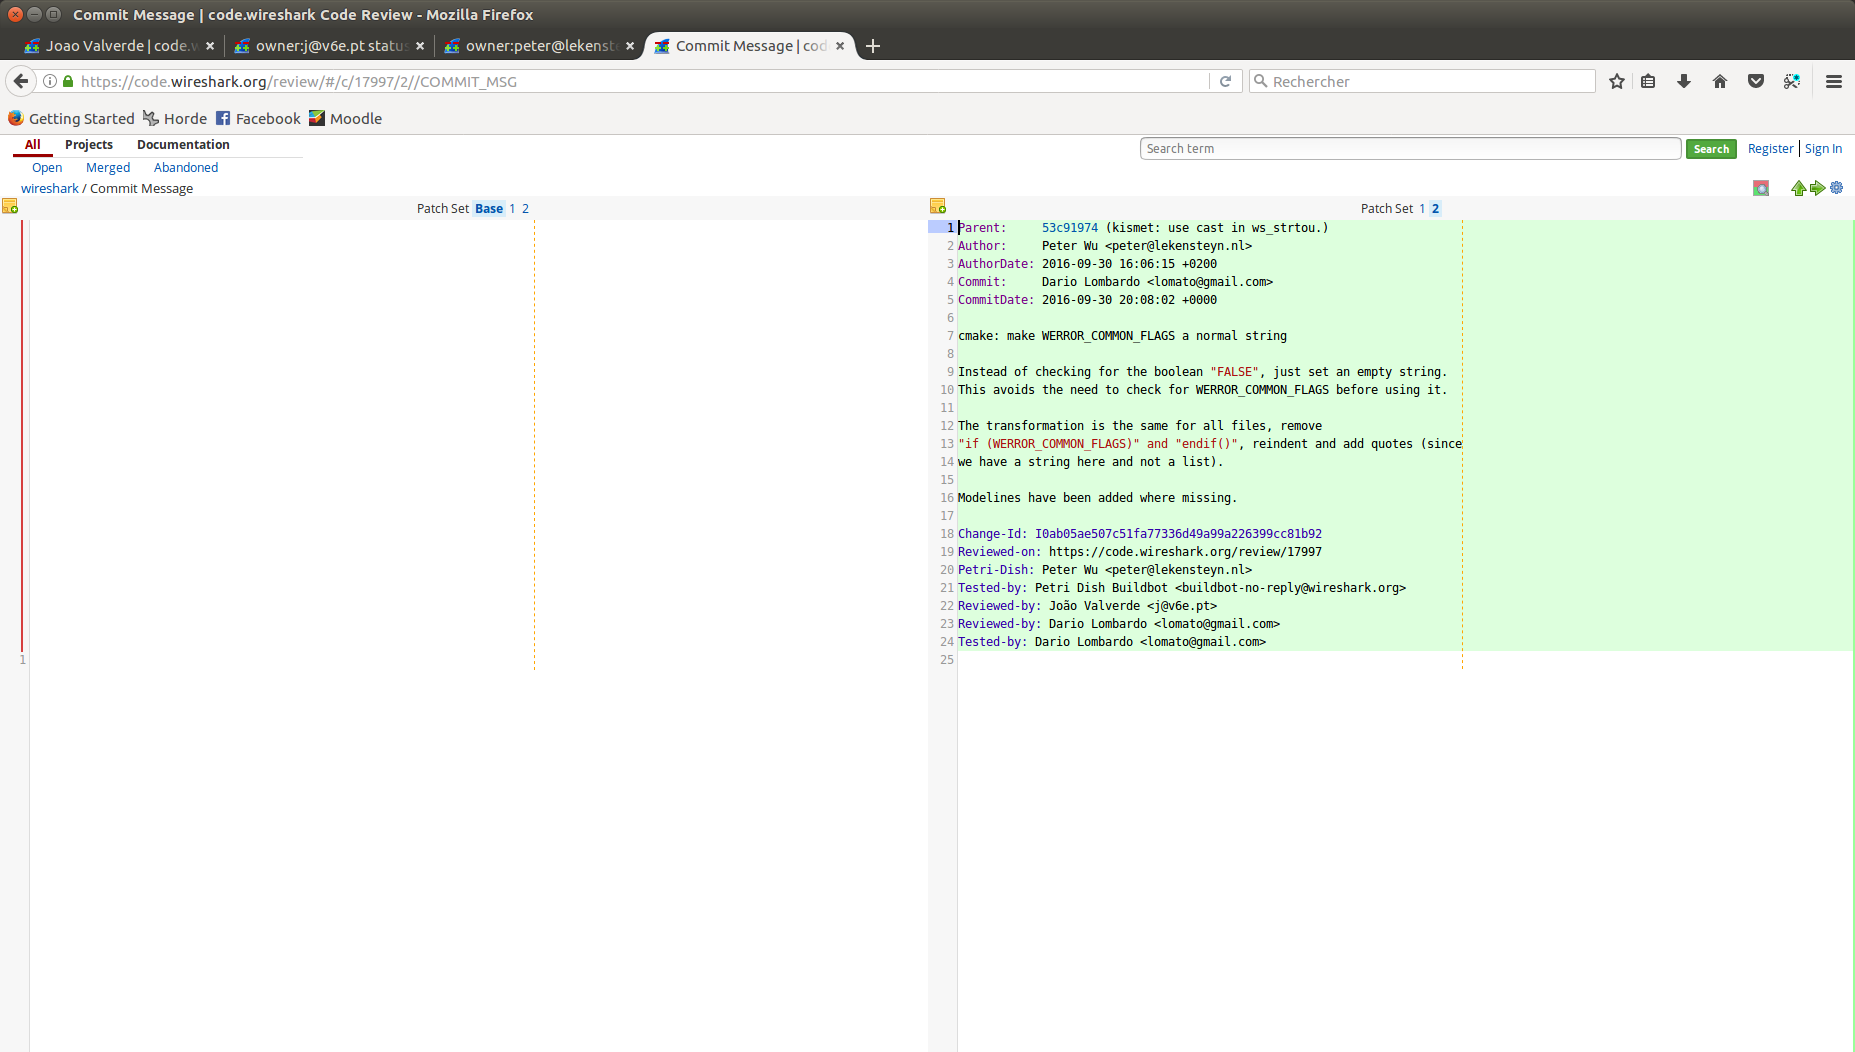 Commit Message | code.wireshark Code Review - Mozilla Firefox
Joao Valverde | code.w
owner:j@v6e.pt status
owner:peter@lekenste
Commit Message | cod
https://code.wireshark.org/review/#/c/17997/2//COMMIT_MSG
Rechercher
Getting Started Horde Facebook Moodle
All Projects Documentation
Search term
Search
Register
Sign In
Open Merged Abandoned
wireshark / Commit Message
Patch Set Base 1 2
Patch Set 1 2
1 Parent: 53c91974 (kismet: use cast in ws_strtou.)
2 Author: Peter Wu <peter@lekensteyn.nl>
3 AuthorDate: 2016-09-30 16:06:15 +0200
4 Commit: Dario Lombardo <lomato@gmail.com>
5 CommitDate: 2016-09-30 20:08:02 +0000
6
7 cmake: make WERROR_COMMON_FLAGS a normal string
8
9 Instead of checking for the boolean "FALSE", just set an empty string.
10 This avoids the need to check for WERROR_COMMON_FLAGS before using it.
11
12 The transformation is the same for all files, remove
13 "if (WERROR_COMMON_FLAGS)" and "endif()", reindent and add quotes (since
14 we have a string here and not a list).
15
16 Modelines have been added where missing.
17
18 Change-Id: I0ab05ae507c51fa77336d49a99a226399cc81b92
19 Reviewed-on: https://code.wireshark.org/review/17997
20 Petri-Dish: Peter Wu <peter@lekensteyn.nl>
21 Tested-by: Petri Dish Buildbot <buildbot-no-reply@wireshark.org>
22 Reviewed-by: João Valverde <j@v6e.pt>
23 Reviewed-by: Dario Lombardo <lomato@gmail.com>
24 Tested-by: Dario Lombardo <lomato@gmail.com>
1
25